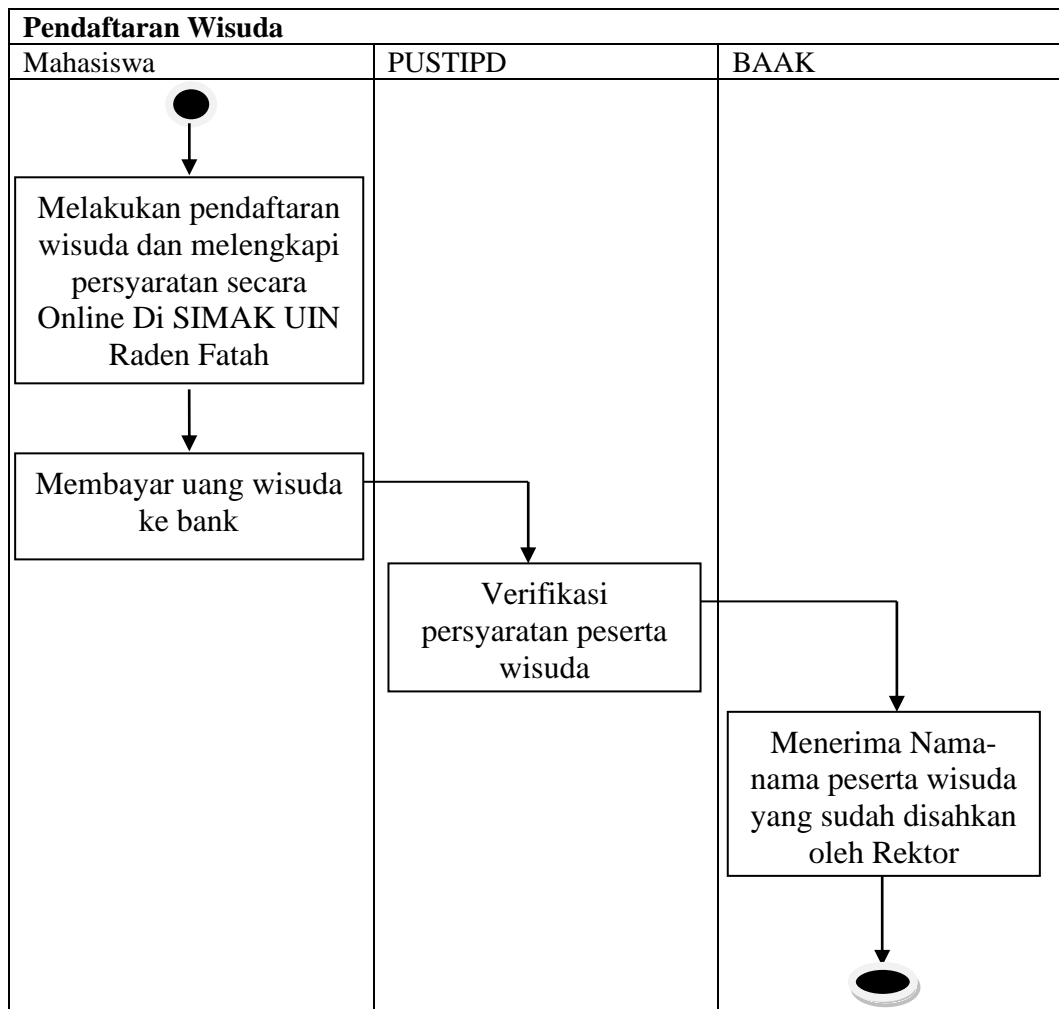 Pendaftaran Wisuda
Mahasiswa
PUSTIPD
BAAK
Melakukan pendaftaran
wisuda dan melengkapi
persyaratan secara
Online Di SIMAK UIN
Raden Fatah
Membayar uang wisuda
ke bank
Verifikasi
persyaratan peserta
wisuda
Menerima Nama-
nama peserta wisuda
yang sudah disahkan
oleh Rektor